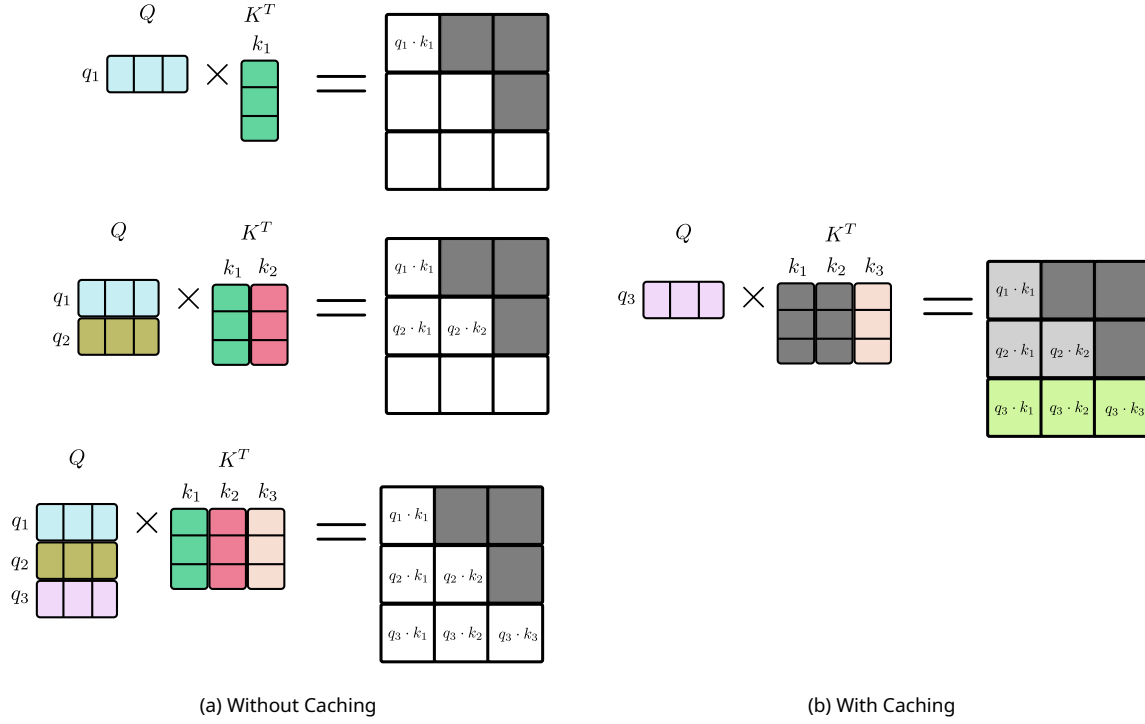 Q K^T
k_1
q_1 × =
q_1 · k_1
Q K^T
k_1 k_2
q_1 × =
q_2
q_1 · k_1
q_2 · k_1 q_2 · k_2
Q K^T
k_1 k_2 k_3
q_1 × =
q_2
q_3
q_1 · k_1
q_2 · k_1 q_2 · k_2
q_3 · k_1 q_3 · k_2 q_3 · k_3
(a) Without Caching
Q K^T
k_1 k_2 k_3
q_3 × =
q_1 · k_1
q_2 · k_1 q_2 · k_2
q_3 · k_1 q_3 · k_2 q_3 · k_3
(b) With Caching